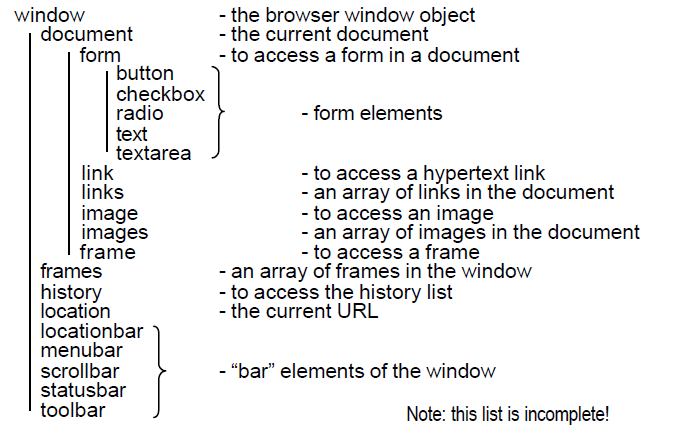 window - the browser window object
document - the current document
form - to access a form in a document
button
checkbox
radio - form elements
text
textarea
link - to access a hypertext link
links - an array of links in the document
image - to access an image
images - an array of images in the document
frame - to access a frame
frames - an array of frames in the window
history - to access the history list
location - the current URL
locationbar
menubar
scrollbar - “bar” elements of the window
statusbar
toolbar
Note: this list is incomplete!